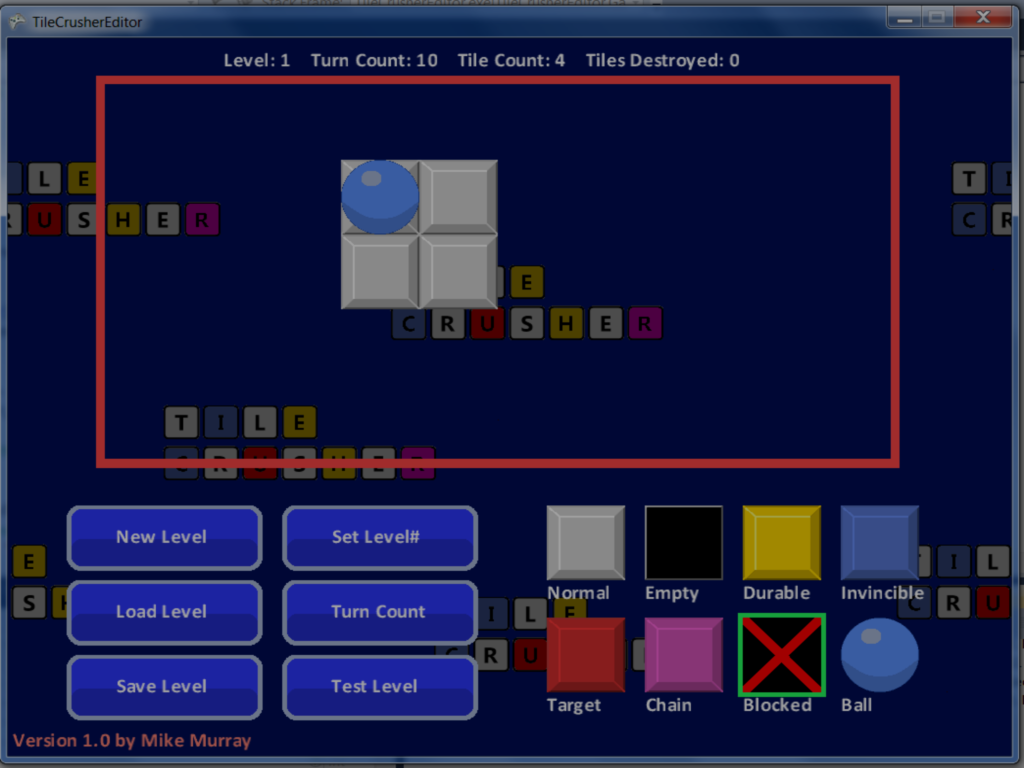 TileCrusherEditor
Level: 1 Turn Count: 10 Tile Count: 4 Tiles Destroyed: 0
L E
U S H E R
T
C R
E
C R U S H E R
T I L E
C R U S H E R
New Level
Set Level#
Load Level
Turn Count
Save Level
Test Level
Normal
Empty
Durable
Invincible
Target
Chain
Blocked
Ball
E
S H
I L
C R U
I L E
C R U
Version 1.0 by Mike Murray